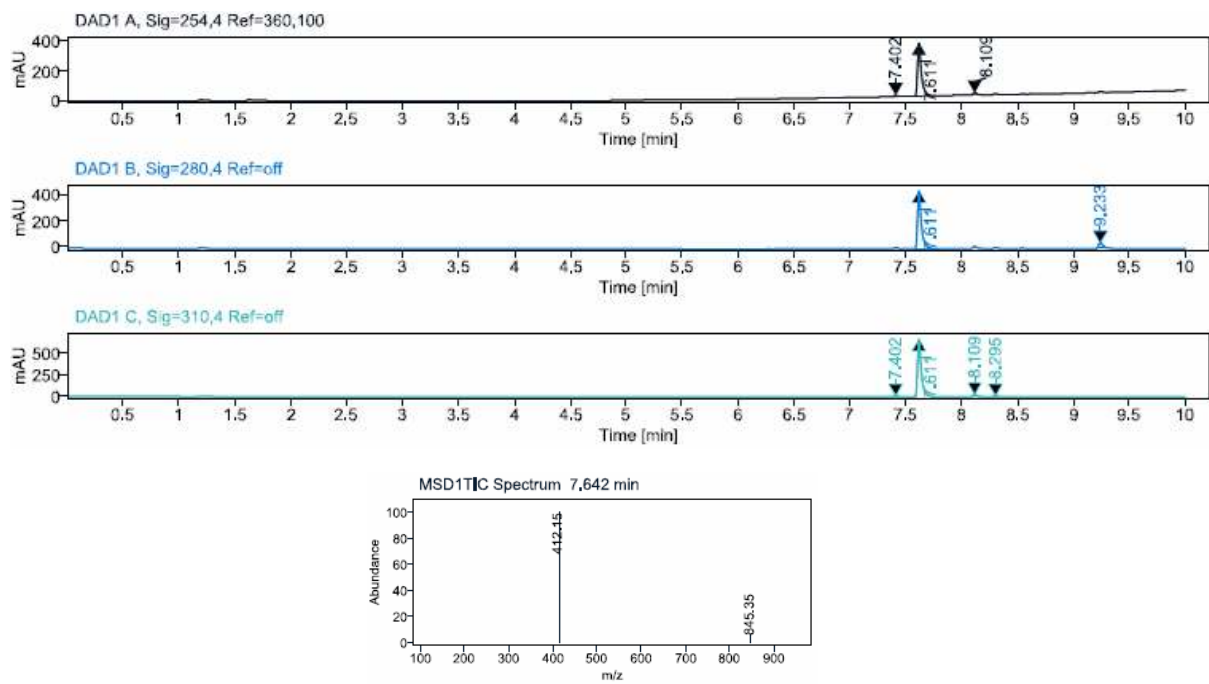 DAD1 A, Sig=254,4 Ref=360,100
400
200
0
mAU
7.402
7.611
8.109
0.5 1 1.5 2 2.5 3 3.5 4 4.5 5 5.5 6 6.5 7 7.5 8 8.5 9 9.5 10
Time [min]
DAD1 B, Sig=280,4 Ref=off
400
200
0
mAU
7.611
9.233
0.5 1 1.5 2 2.5 3 3.5 4 4.5 5 5.5 6 6.5 7 7.5 8 8.5 9 9.5 10
Time [min]
DAD1 C, Sig=310,4 Ref=off
500
250
0
mAU
7.402
7.611
8.109
8.295
0.5 1 1.5 2 2.5 3 3.5 4 4.5 5 5.5 6 6.5 7 7.5 8 8.5 9 9.5 10
Time [min]
MSD1TIC Spectrum 7.642 min
100
80
60
40
20
0
Abundance
412.15
845.35
100 200 300 400 500 600 700 800 900
m/z